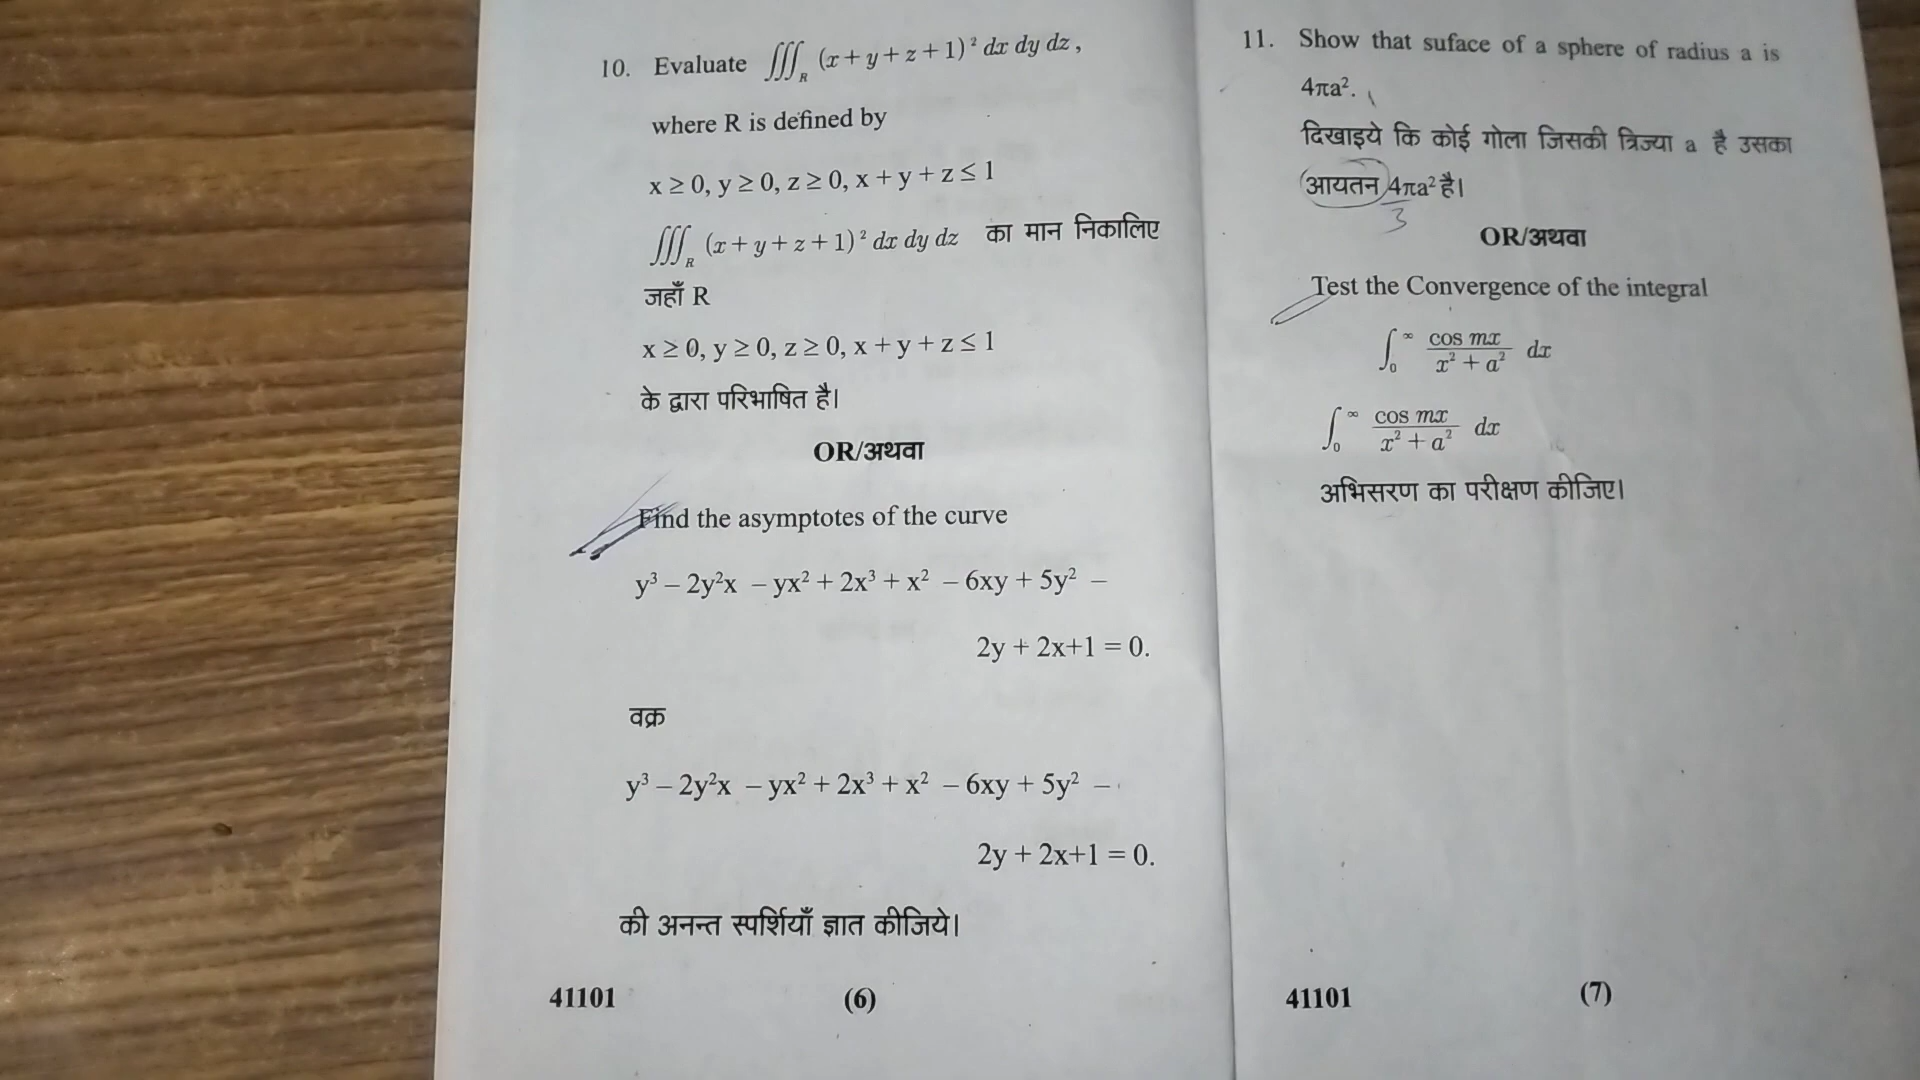 10. Evaluate ∭_R (x + y + z + 1)² dx dy dz ,
where R is defined by
x ≥ 0, y ≥ 0, z ≥ 0, x + y + z ≤ 1
∭_R (x + y + z + 1)² dx dy dz का मान निकालिए
जहाँ R
x ≥ 0, y ≥ 0, z ≥ 0, x + y + z ≤ 1
के द्वारा परिभाषित है।
OR/अथवा
Find the asymptotes of the curve
y³ – 2y²x – yx² + 2x³ + x² – 6xy + 5y² –
2y + 2x+1 = 0.
वक्र
y³ – 2y²x – yx² + 2x³ + x² – 6xy + 5y² –
2y + 2x+1 = 0.
की अनन्त स्पर्शियाँ ज्ञात कीजिये।
41101 (6)
11. Show that suface of a sphere of radius a is
4πa².
दिखाइये कि कोई गोला जिसकी त्रिज्या a है उसका
आयतन 4πa² है।
3
OR/अथवा
Test the Convergence of the integral
∫₀^∞ cos mx / (x² + a²) dx
∫₀^∞ cos mx / (x² + a²) dx
अभिसरण का परीक्षण कीजिए।
41101 (7)